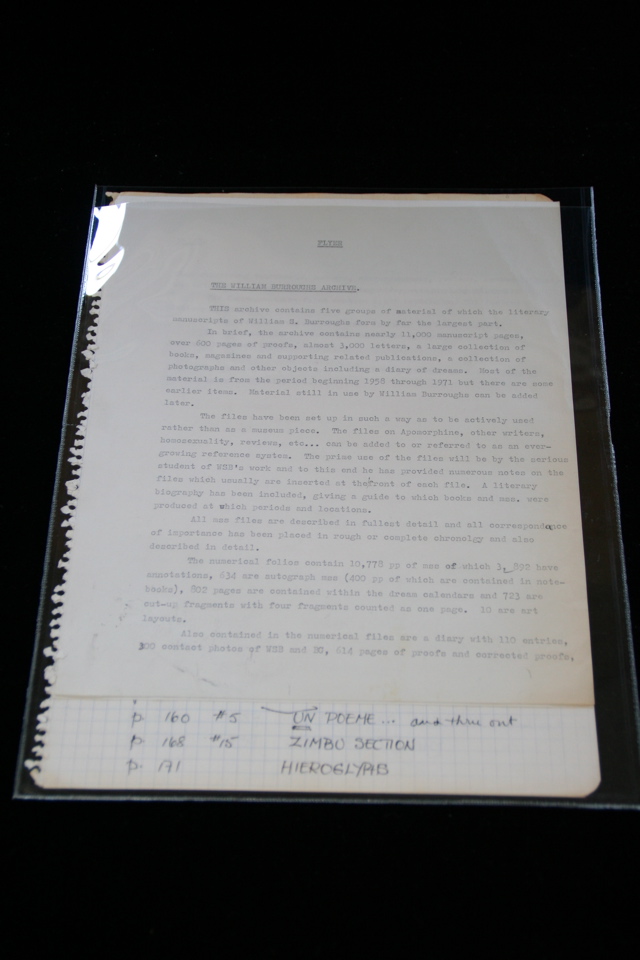 FLYER
THE WILLIAM BURROUGHS ARCHIVE.
THIS archive contains five groups of material of which the literary
manuscripts of William S. Burroughs form by far the largest part.
In brief, the archive contains nearly 11,000 manuscript pages,
over 600 pages of proofs, almost 3,000 letters, a large collection of
books, magazines and supporting related publications, a collection of
photographs and other objects including a diary of dreams. Most of the
material is from the period beginning 1958 through 1971 but there are some
earlier items. Material still in use by William Burroughs can be added
later.
The files have been set up in such a way as to be actively used
rather than as a museum piece. The files on Apomorphine, other writers,
homosexuality, reviews, etc... can be added to or referred to as an ever-
growing reference system. The prime use of the files will be by the serious
student of WSB's work and to this end he has provided numerous notes on the
files which usually are inserted at the/front of each file. A literary
biography has been included, giving a guide to which books and mss. were
produced at which periods and locations.
All mss files are described in fullest detail and all correspondence
of importance has been placed in rough or complete chronolgy and also
described in detail.
The numerical folios contain 10,778 pp of mss of which 3,892 have
annotations, 634 are autograph mss (400 pp of which are contained in note-
books), 802 pages are contained within the dream calendars and 723 are
cut-up fragments with four fragments counted as one page. 10 are art
layouts.
Also contained in the numerical files are a diary with 110 entries,
300 contact photos of WSB and BG, 614 pages of proofs and corrected proofs,
p. 160 #5 UN POEME... and thru out
p. 168 #15 ZIMBU SECTION
p. 171 HIEROGLYPHS